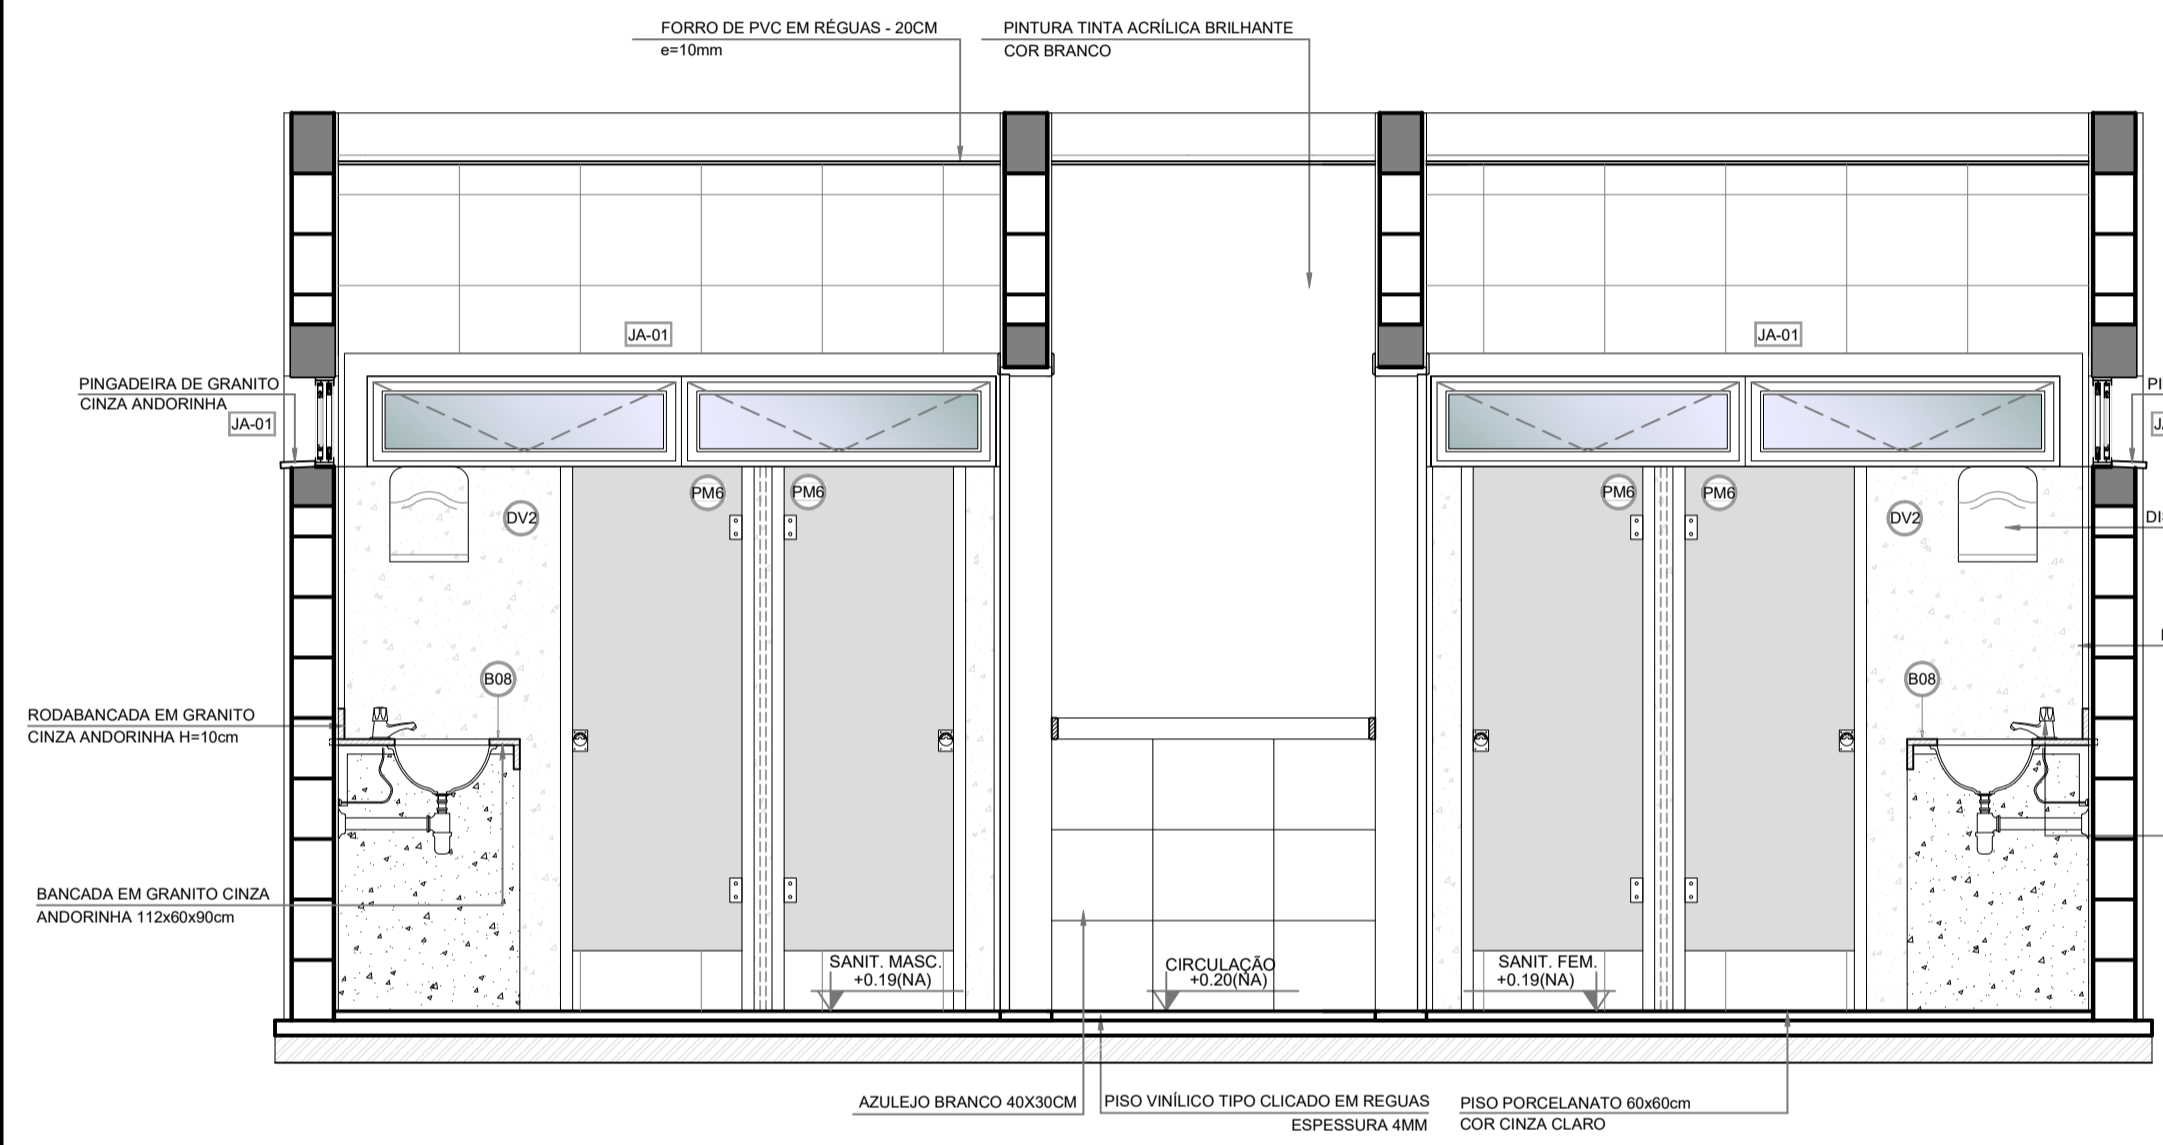 FORRO DE PVC EM RÉGUAS - 20CM
e=10mm
PINTURA TINTA ACRÍLICA BRILHANTE
COR BRANCO
JA-01
JA-01
PINGADEIRA DE GRANITO
CINZA ANDORINHA
JA-01
PI
JA
PM6
PM6
PM6
PM6
DV2
DV2
DIS
B08
B08
RODABANCADA EM GRANITO
CINZA ANDORINHA H=10cm
BANCADA EM GRANITO CINZA
ANDORINHA 112x60x90cm
SANIT. MASC.
+0.19(NA)
CIRCULAÇÃO
+0.20(NA)
SANIT. FEM.
+0.19(NA)
AZULEJO BRANCO 40X30CM
PISO VINÍLICO TIPO CLICADO EM REGUAS
ESPESSURA 4MM
PISO PORCELANATO 60x60cm
COR CINZA CLARO